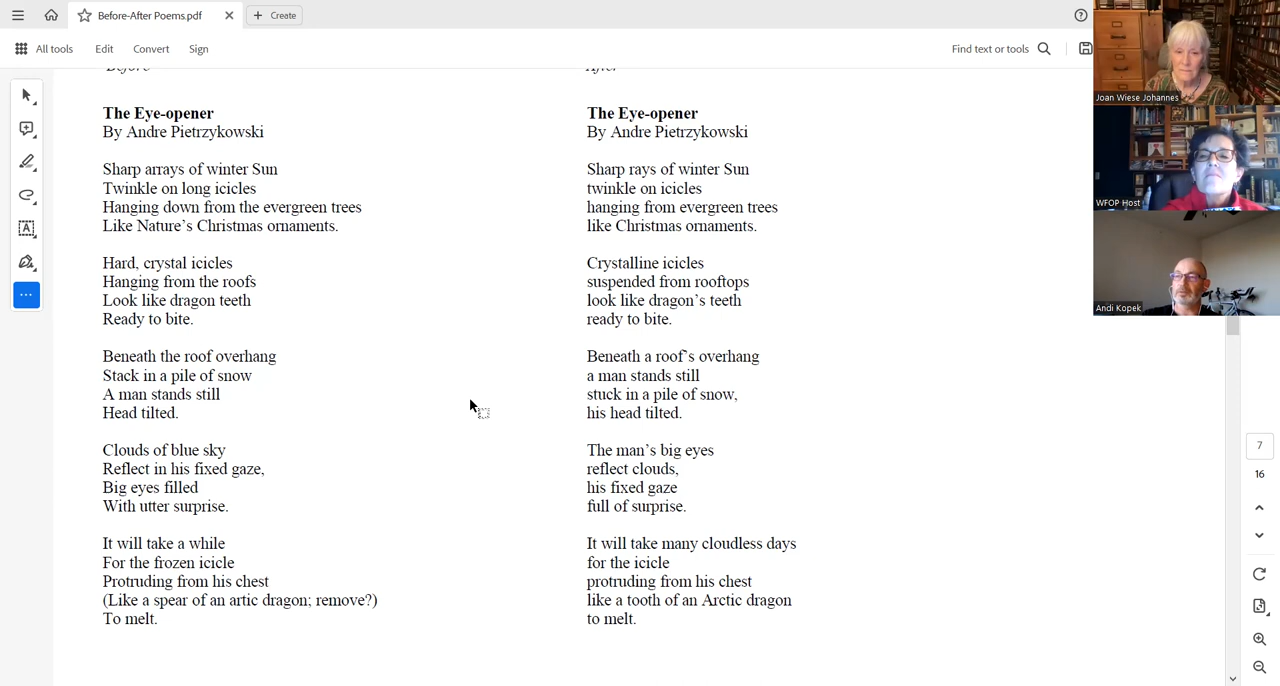 Before-After Poems.pdf
Create
All tools
Edit
Convert
Sign
Find text or tools
Before
After
The Eye-opener
By Andre Pietrzykowski
Sharp arrays of winter Sun
Twinkle on long icicles
Hanging down from the evergreen trees
Like Nature's Christmas ornaments.
Hard, crystal icicles
Hanging from the roofs
Look like dragon teeth
Ready to bite.
Beneath the roof overhang
Stack in a pile of snow
A man stands still
Head tilted.
Clouds of blue sky
Reflect in his fixed gaze,
Big eyes filled
With utter surprise.
It will take a while
For the frozen icicle
Protruding from his chest
(Like a spear of an artic dragon; remove?)
To melt.
The Eye-opener
By Andre Pietrzykowski
Sharp rays of winter Sun
twinkle on icicles
hanging from evergreen trees
like Christmas ornaments.
Crystalline icicles
suspended from rooftops
look like dragon's teeth
ready to bite.
Beneath a roof's overhang
a man stands still
stuck in a pile of snow,
his head tilted.
The man's big eyes
reflect clouds,
his fixed gaze
full of surprise.
It will take many cloudless days
for the icicle
protruding from his chest
like a tooth of an Arctic dragon
to melt.
Joan Wiese Johannes
WFOP Host
Andi Kopek
7
16